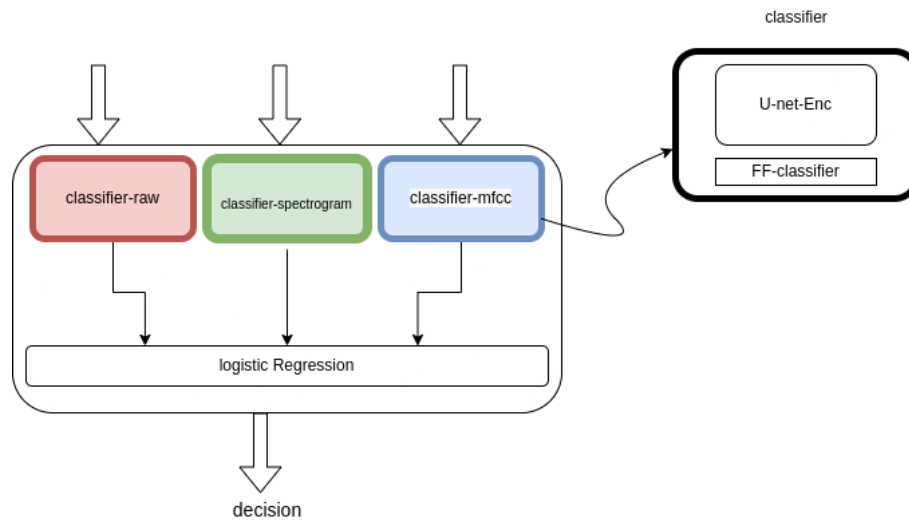 classifier
U-net-Enc
FF-classifier
classifier-raw
classifier-spectrogram
classifier-mfcc
logistic Regression
decision